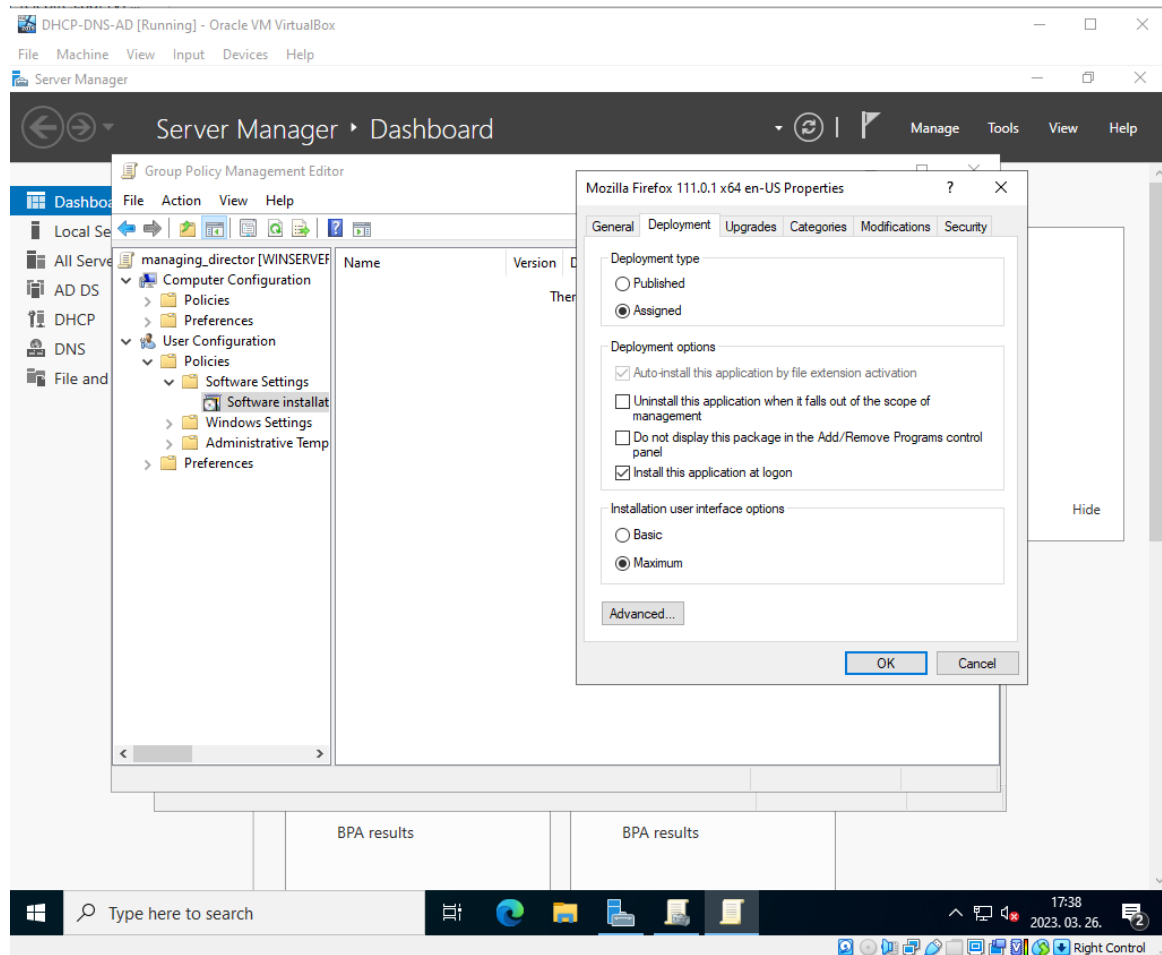 DHCP-DNS-AD [Running] - Oracle VM VirtualBox
File Machine View Input Devices Help
Server Manager
Server Manager ‣ Dashboard
Manage Tools View Help
Group Policy Management Editor
File Action View Help
Local Se
All Serve
AD DS
DHCP
DNS
File and
managing_director [WINSERVER
Computer Configuration
Policies
Preferences
User Configuration
Policies
Software Settings
Software installat
Windows Settings
Administrative Temp
Preferences
Name Version
Mozilla Firefox 111.0.1 x64 en-US Properties
General Deployment Upgrades Categories Modifications Security
Deployment type
Published
Assigned
Deployment options
Auto-install this application by file extension activation
Uninstall this application when it falls out of the scope of
management
Do not display this package in the Add/Remove Programs control
panel
Install this application at logon
Installation user interface options
Basic
Maximum
Advanced...
OK Cancel
Hide
BPA results BPA results
Type here to search
17:38
2023. 03. 26.
2
Right Control